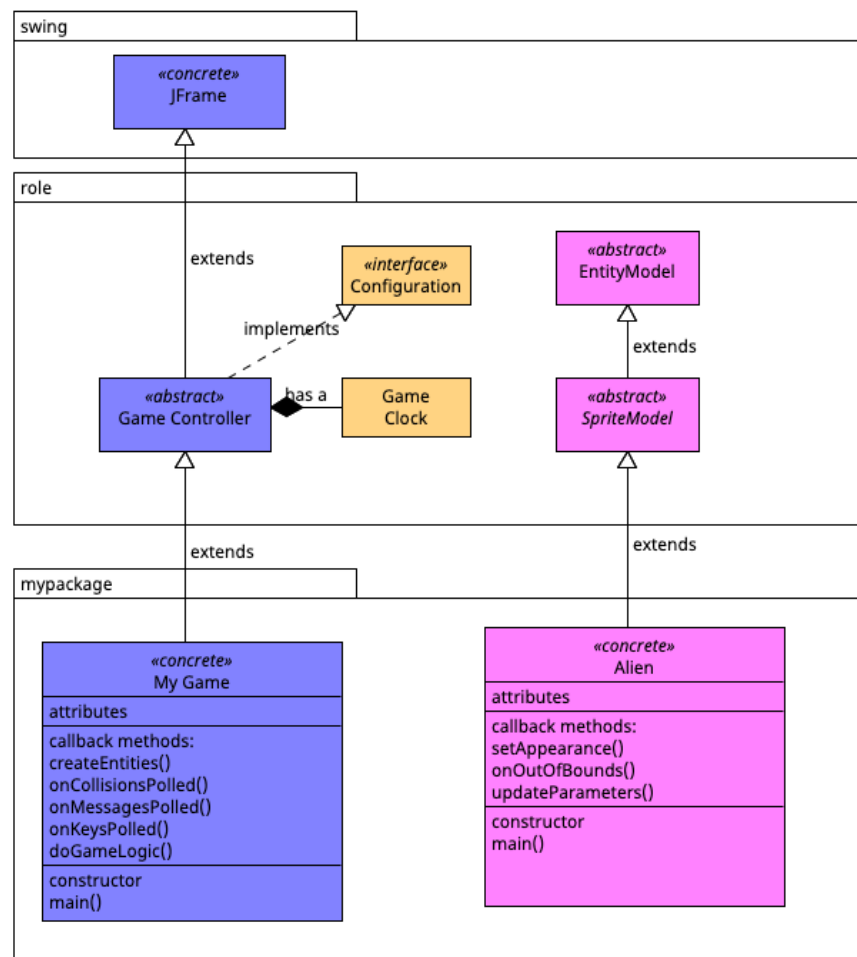 swing
«concrete»
JFrame
role
extends
«interface»
Configuration
«abstract»
EntityModel
implements
extends
«abstract»
Game Controller
has a
Game
Clock
«abstract»
SpriteModel
extends
extends
mypackage
«concrete»
My Game
attributes
callback methods:
createEntities()
onCollisionsPolled()
onMessagesPolled()
onKeysPolled()
doGameLogic()
constructor
main()
«concrete»
Alien
attributes
callback methods:
setAppearance()
onOutOfBounds()
updateParameters()
constructor
main()